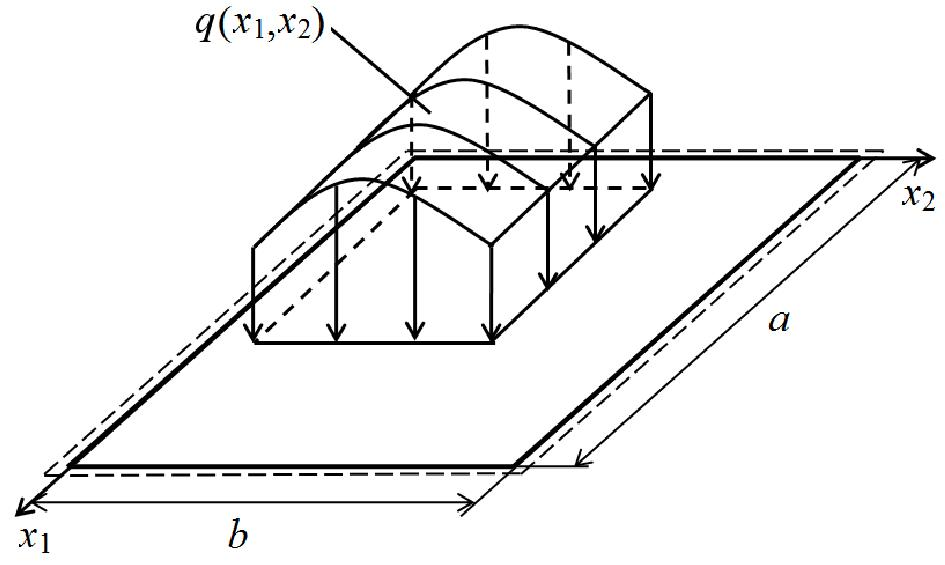 q(x₁,x₂)
x₂
a
x₁
b